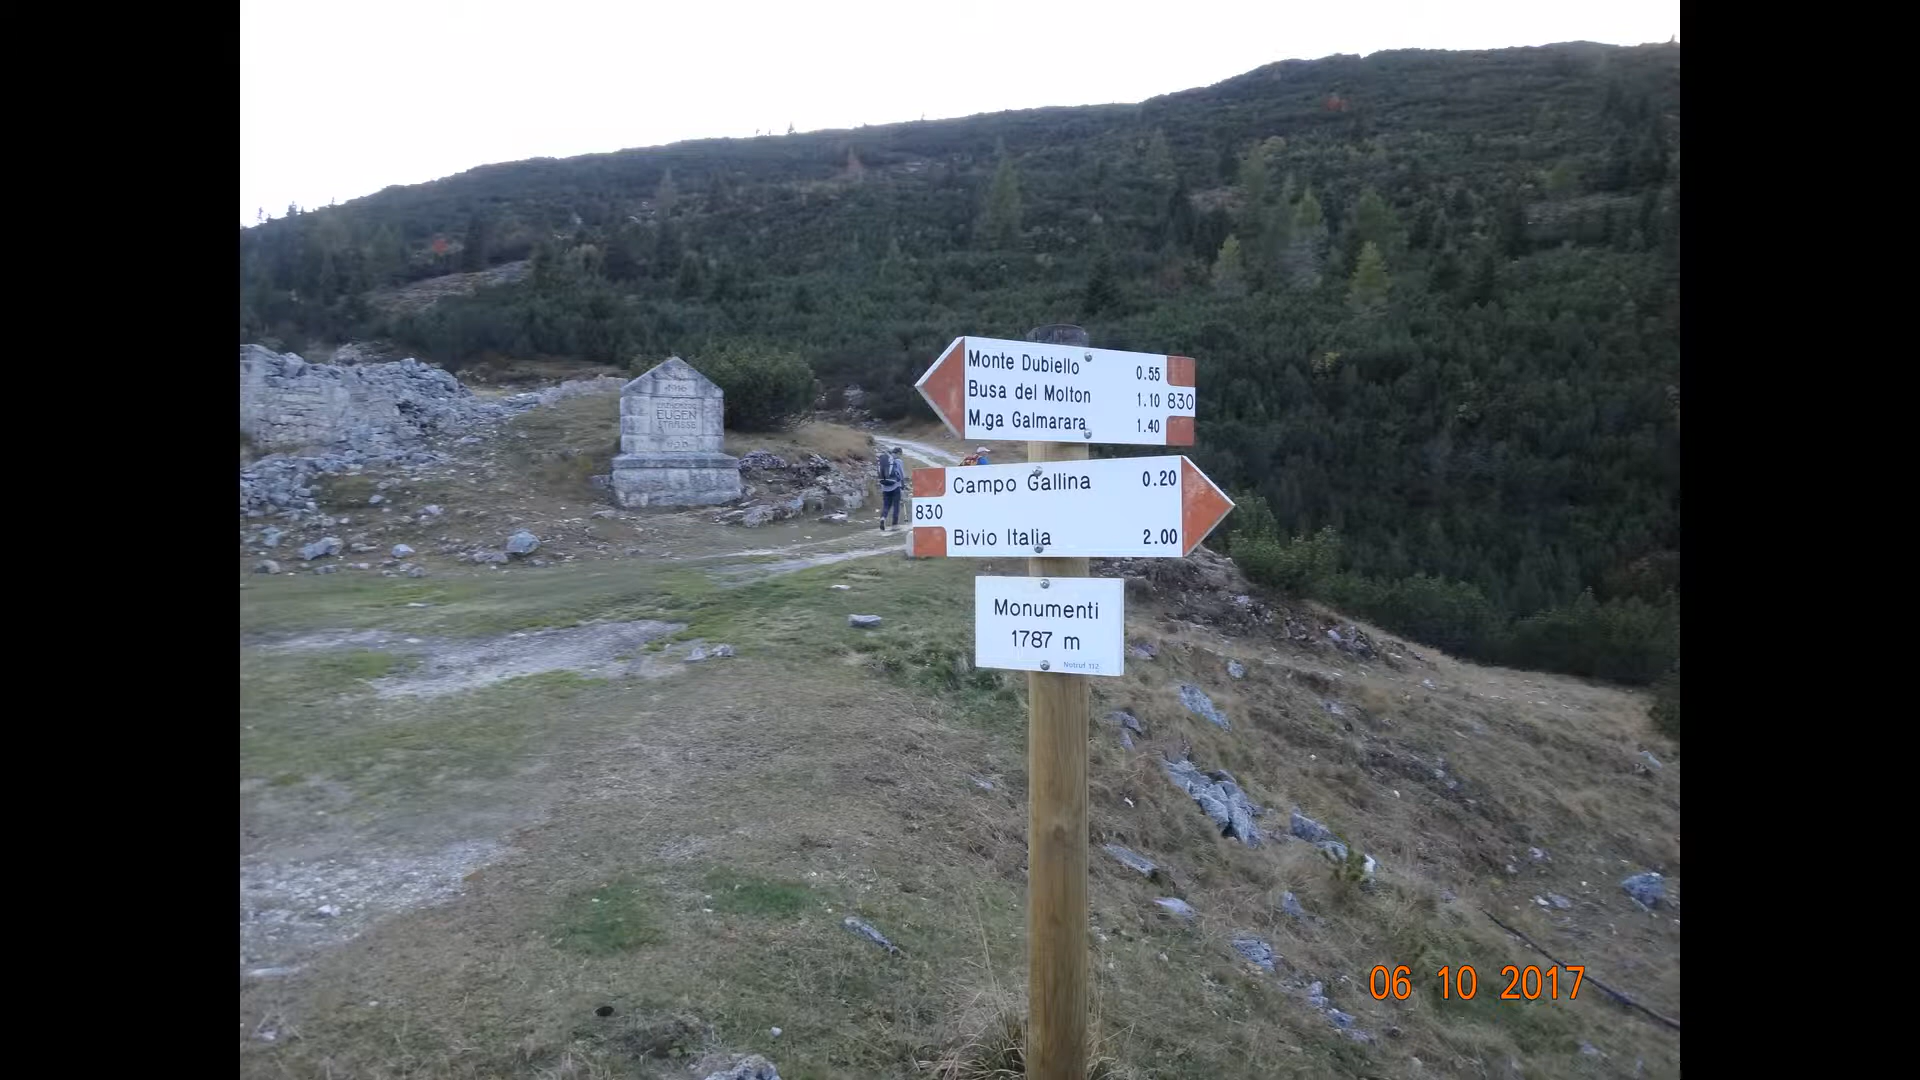 Monte Dubiello 0.55
Busa del Molton 1.10 830
M.ga Galmarara 1.40
Campo Gallina 0.20
830
Bivio Italia 2.00
Monumenti
1787 m
Notruf 112
1916
EUGEN
STRASSE
06 10 2017